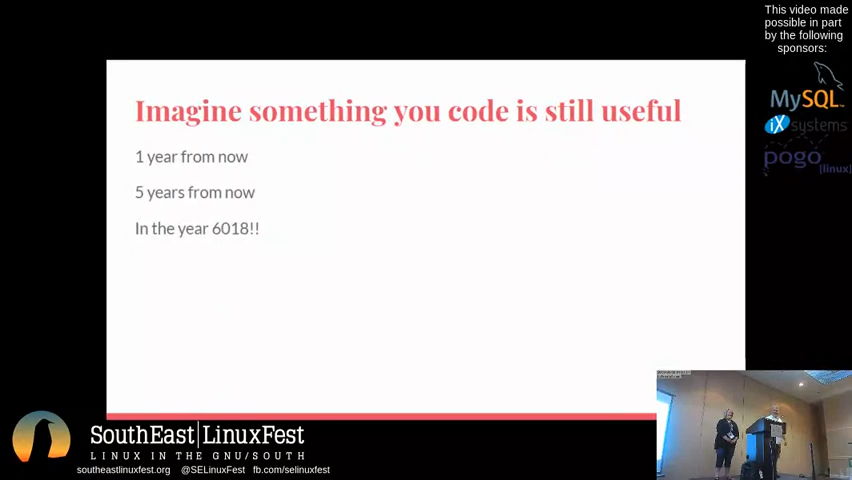 This video made
possible in part
by the following
sponsors:
MySQL™
iX systems
pogo
[linux]
Imagine something you code is still useful
1 year from now
5 years from now
In the year 6018!!
SouthEast|LinuxFest
LINUX IN THE GNU/SOUTH
southeastlinuxfest.org @SELinuxFest fb.com/selinuxfest